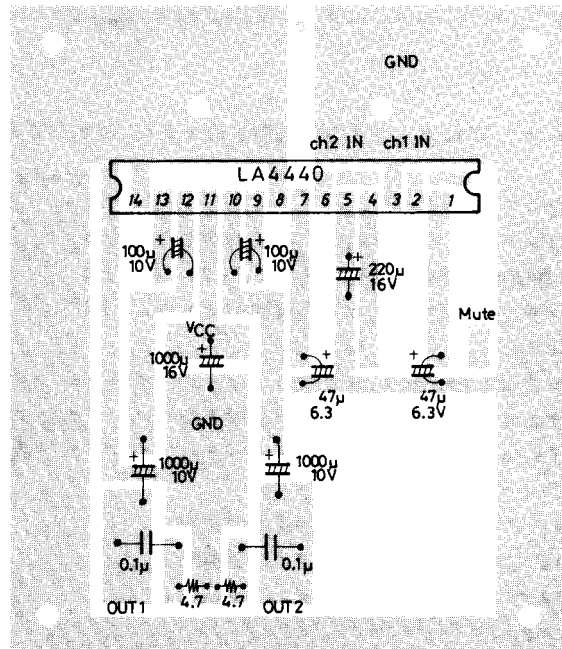 GND
ch2 IN ch1 IN
LA4440
14 13 12 11 10 9 8 7 6 5 4 3 2 1
+ +
100µ
10V
100µ
10V
+
220µ
16V
Mute
VCC
+
1000µ
16V
+
47µ
6.3
+
47µ
6.3V
GND
+
1000µ
10V
+
1000µ
10V
0.1µ
0.1µ
OUT1 4.7 4.7 OUT2